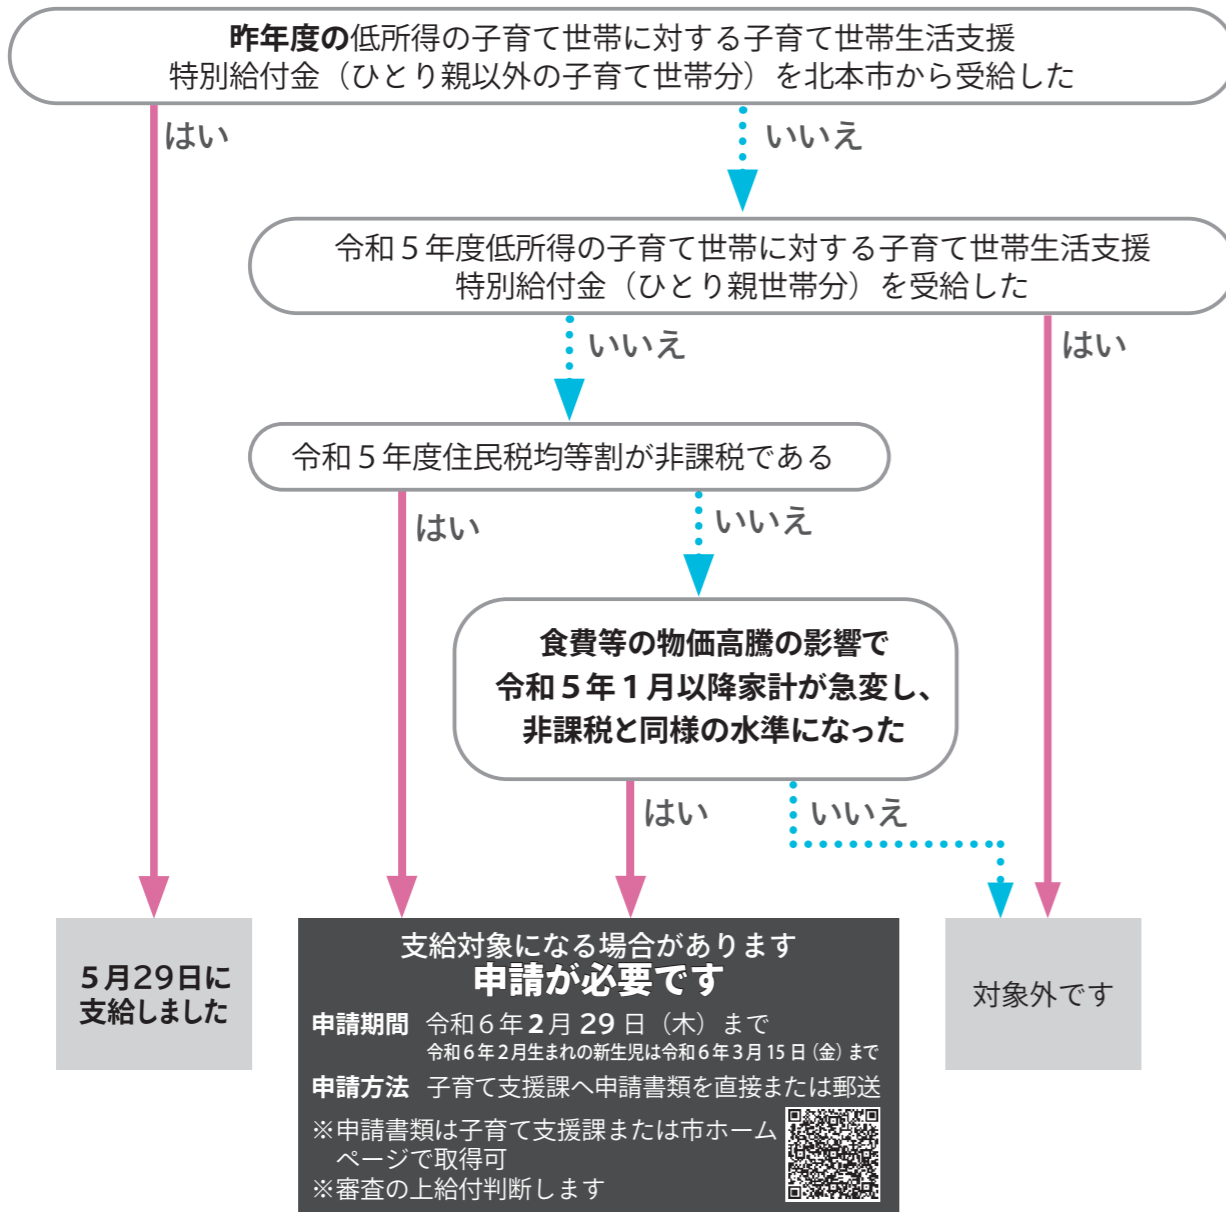 昨年度の低所得の子育て世帯に対する子育て世帯生活支援
特別給付金（ひとり親以外の子育て世帯分）を北本市から受給した
はい
いいえ
令和５年度低所得の子育て世帯に対する子育て世帯生活支援
特別給付金（ひとり親世帯分）を受給した
いいえ
はい
令和５年度住民税均等割が非課税である
はい
いいえ
食費等の物価高騰の影響で
令和５年１月以降家計が急変し、
非課税と同様の水準になった
はい
いいえ
５月29日に
支給しました
支給対象になる場合があります
申請が必要です
申請期間 令和６年２月 29 日（木）まで
令和６年２月生まれの新生児は令和６年３月15日（金）まで
申請方法 子育て支援課へ申請書類を直接または郵送
※申請書類は子育て支援課または市ホーム
ページで取得可
※審査の上給付判断します
対象外です